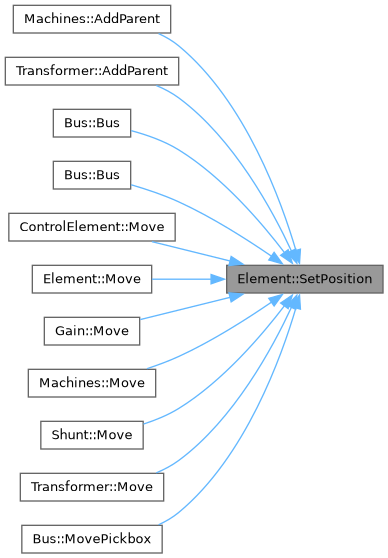 Machines::AddParent
Transformer::AddParent
Bus::Bus
Bus::Bus
ControlElement::Move
Element::Move
Element::SetPosition
Gain::Move
Machines::Move
Shunt::Move
Transformer::Move
Bus::MovePickbox